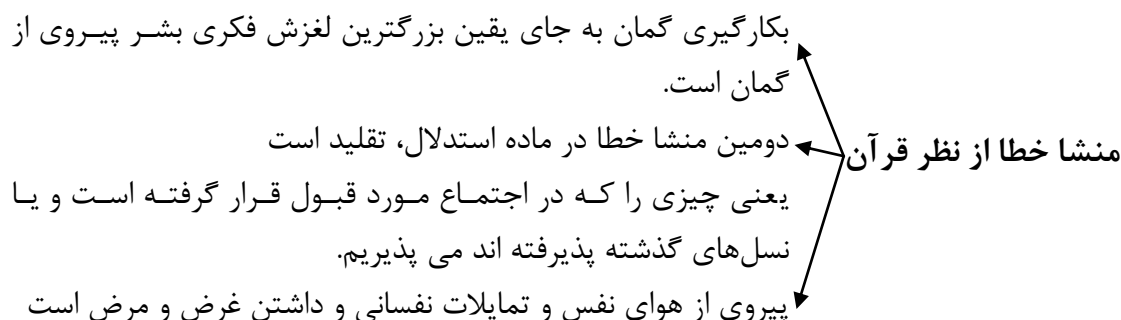 منشا خطا از نظر قرآن
بکارگیری گمان به جای یقین بزرگترین لغزش فکری بشر پیروی از
گمان است.
دومین منشا خطا در ماده استدلال، تقلید است
یعنی چیزی را که در اجتماع مورد قبول قرار گرفته است و یا
نسل‌های گذشته پذیرفته اند می پذیریم.
پیروی از هوای نفس و تمایلات نفسانی و داشتن غرض و مرض است